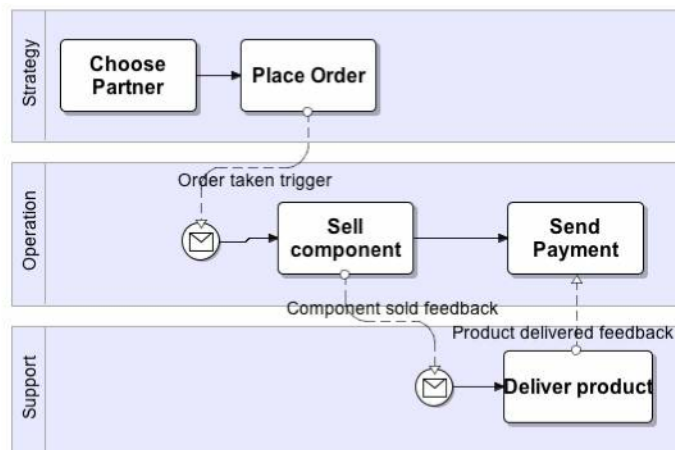 Strategy
Choose
Partner
Place Order
Order taken trigger
Operation
Sell
component
Send
Payment
Component sold feedback
Product delivered feedback
Support
Deliver product